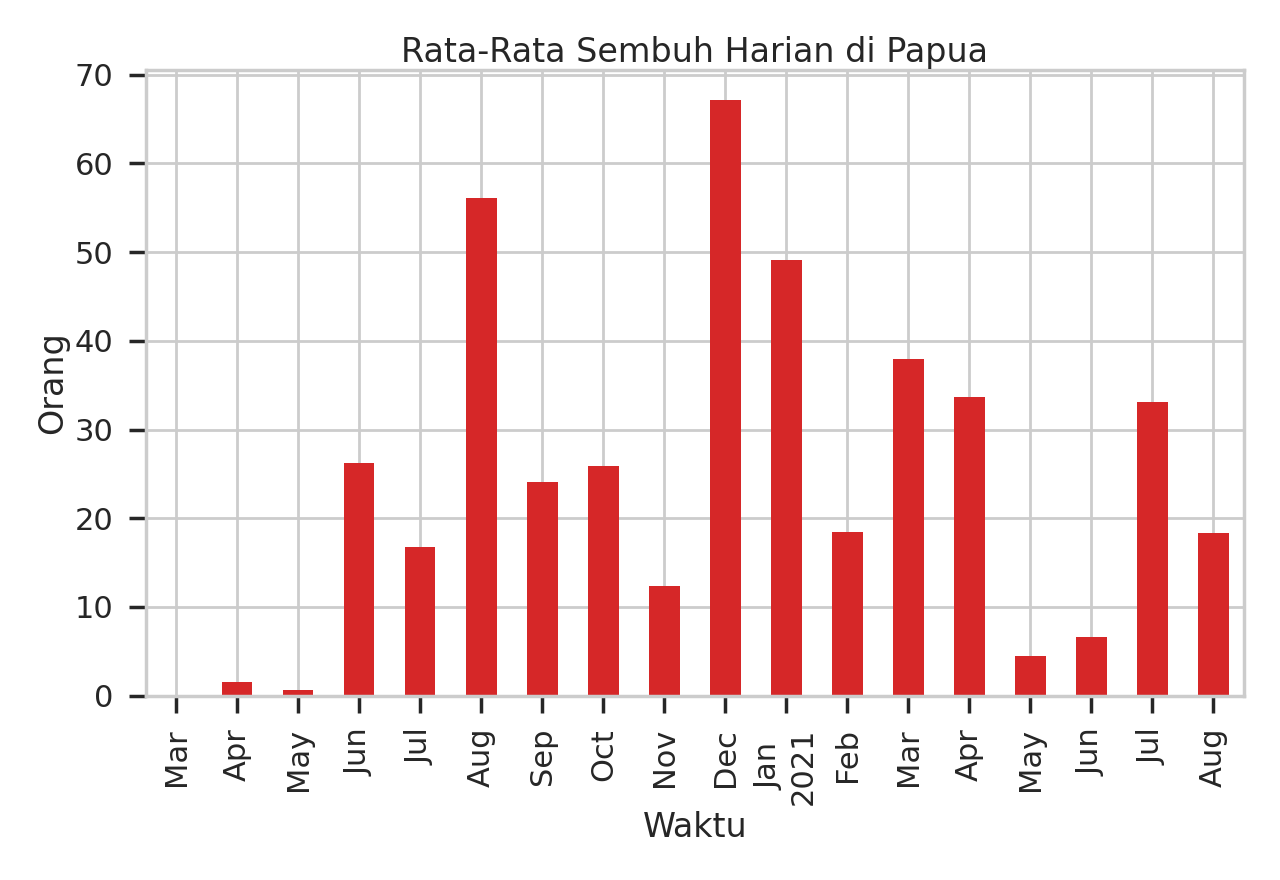 Rata-Rata Sembuh Harian di Papua
70
60
50
40
30
20
10
0
Orang
Mar
Apr
May
Jun
Jul
Aug
Sep
Oct
Nov
Dec
Jan
2021
Feb
Mar
Apr
May
Jun
Jul
Aug
Waktu